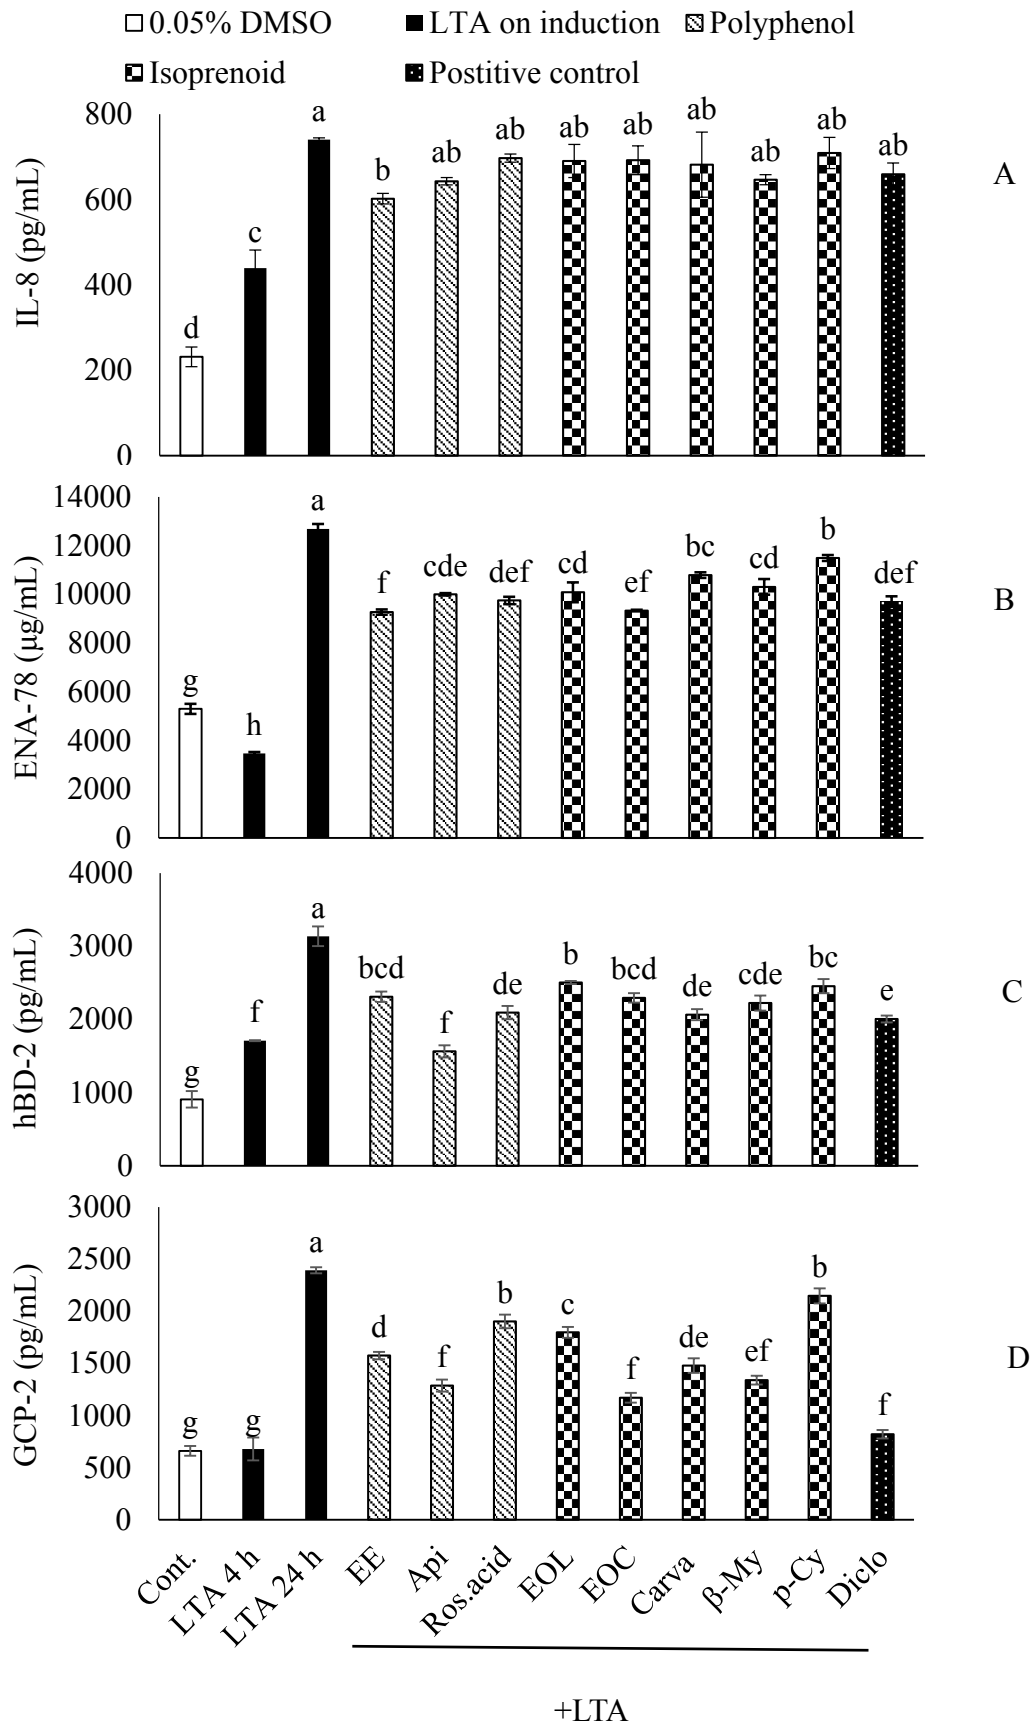 0.05% DMSO LTA on induction Polyphenol
Isoprenoid Postitive control
A
IL-8 (pg/mL)
800
600
400
200
0
d c a b ab ab ab ab ab ab ab ab
B
ENA-78 (µg/mL)
14000
12000
10000
8000
6000
4000
2000
0
g h a f cde def cd ef bc cd b def
C
hBD-2 (pg/mL)
4000
3000
2000
1000
0
g f a bcd f de b bcd de cde bc e
D
GCP-2 (pg/mL)
3000
2500
2000
1500
1000
500
0
g g a d f b c f de ef b f
Cont. LTA 4 h LTA 24 h EE Api Ros.acid EOL EOC Carva β-My p-Cy Diclo
+LTA